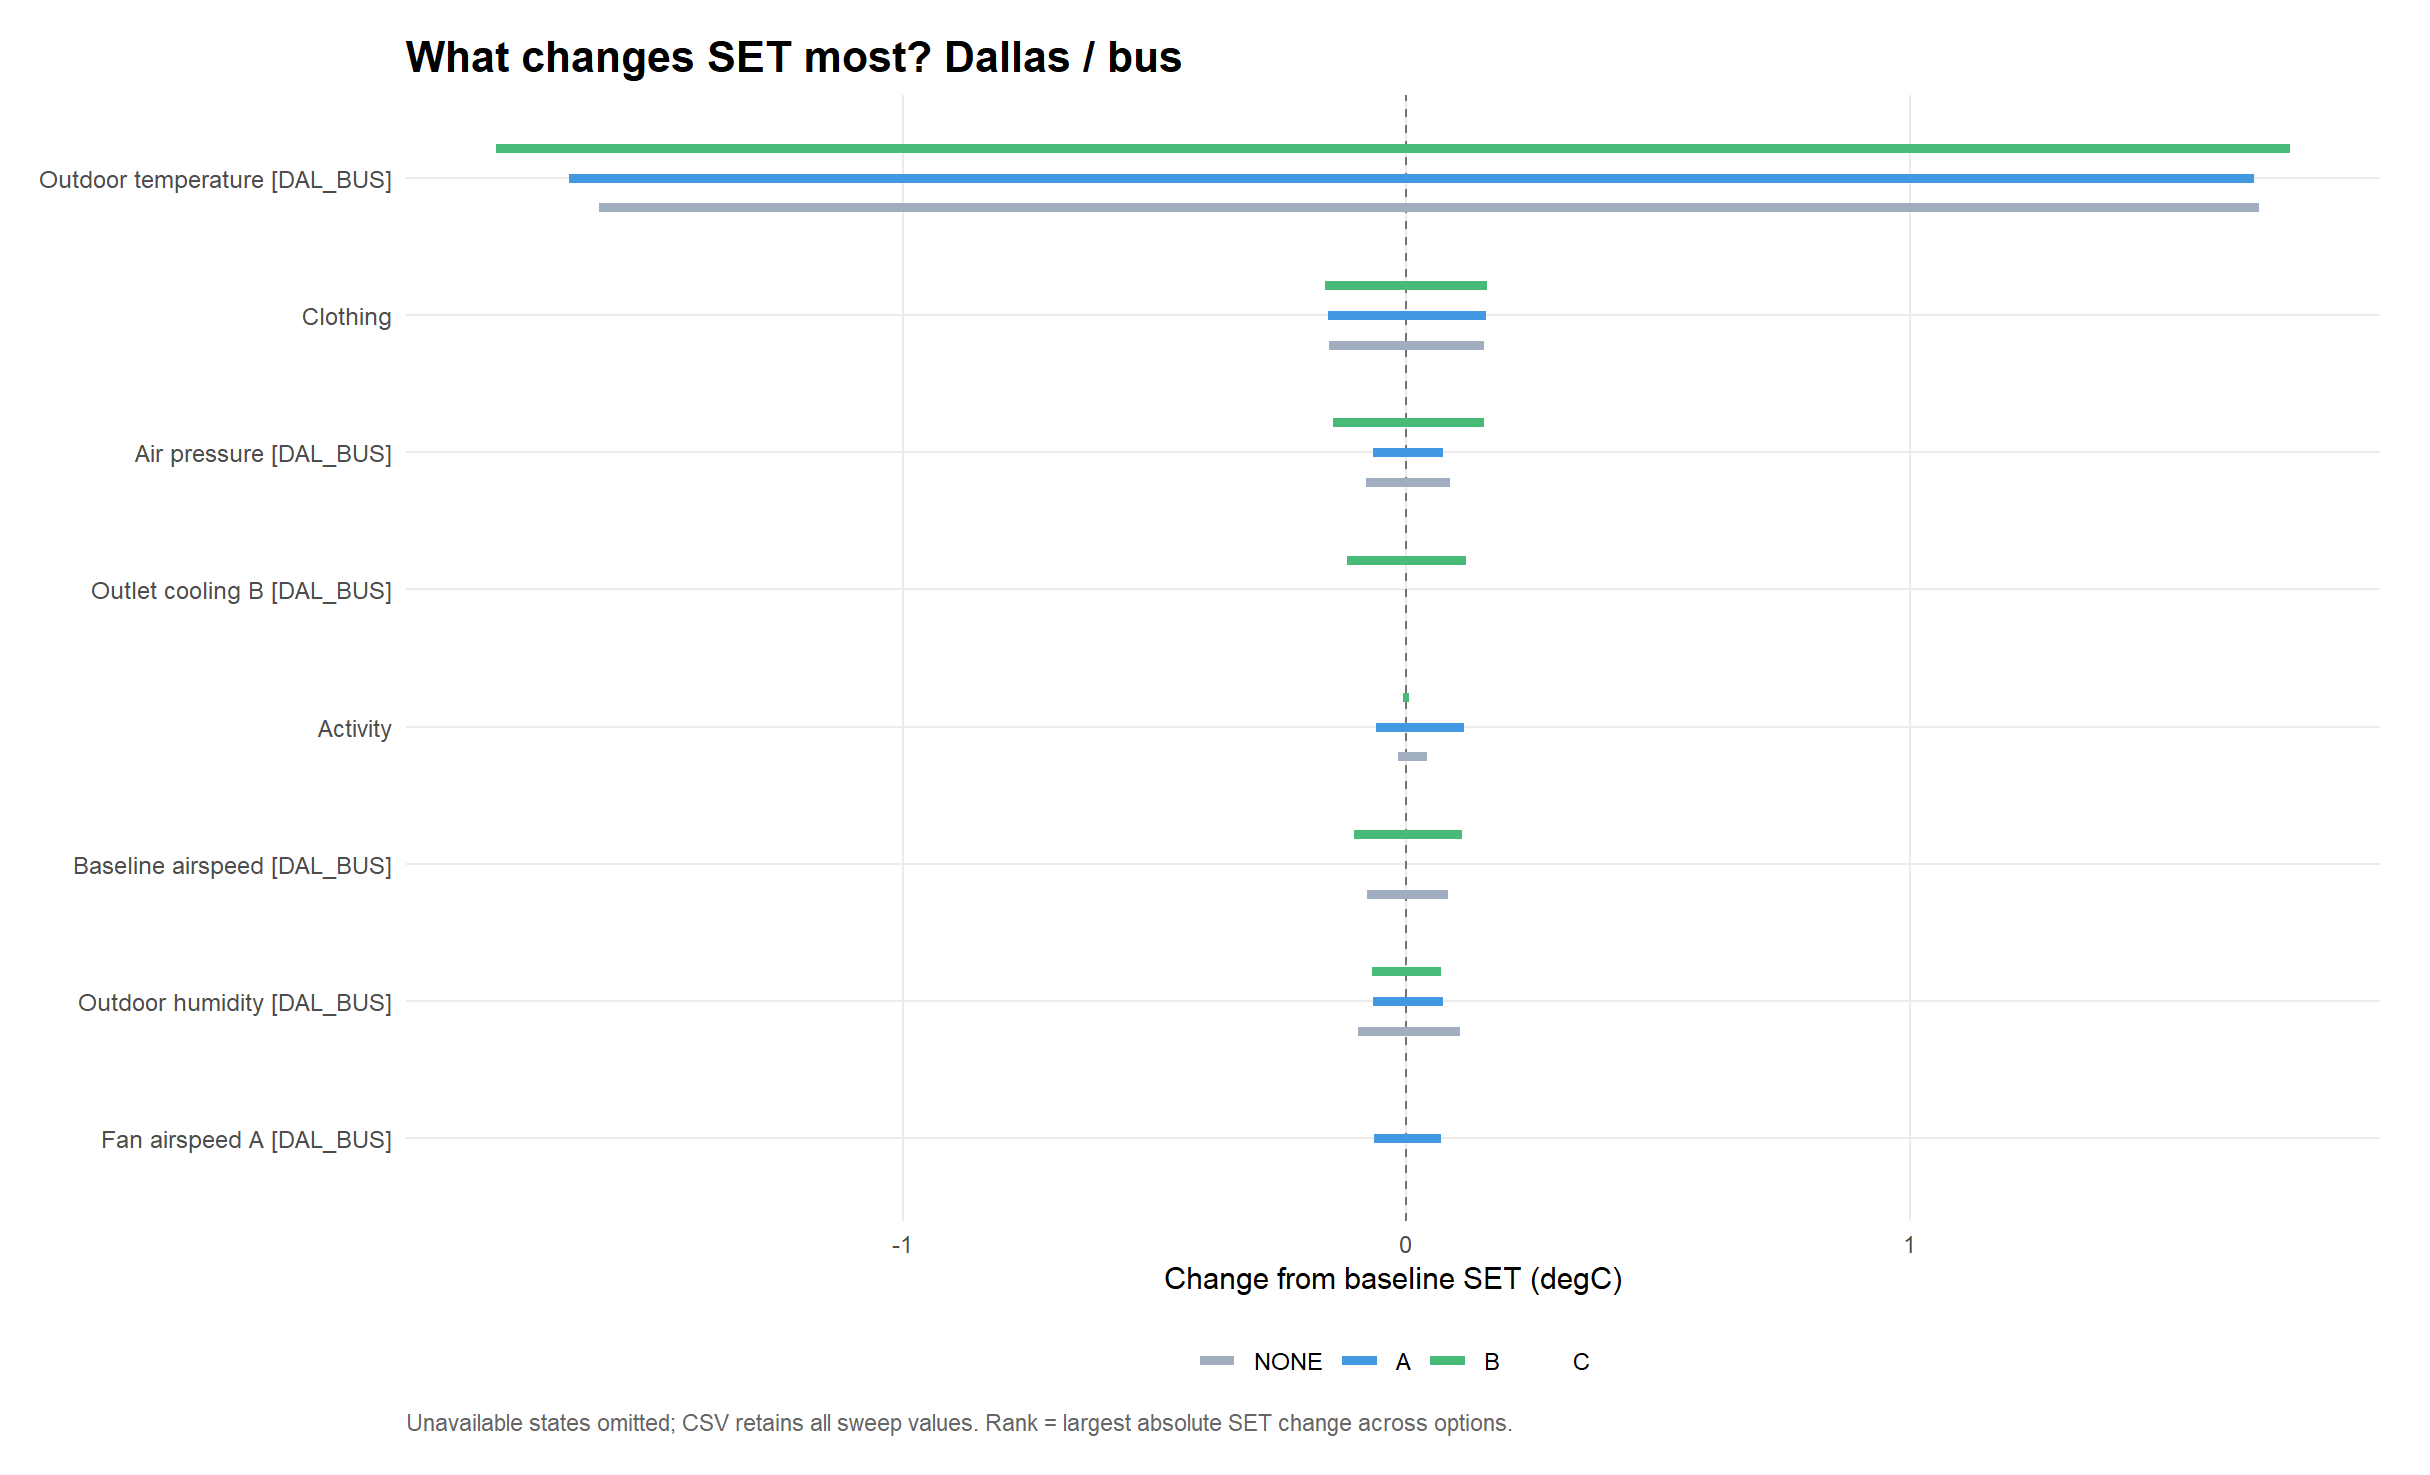 What changes SET most? Dallas / bus
Outdoor temperature [DAL_BUS]
Clothing
Air pressure [DAL_BUS]
Outlet cooling B [DAL_BUS]
Activity
Baseline airspeed [DAL_BUS]
Outdoor humidity [DAL_BUS]
Fan airspeed A [DAL_BUS]
-1 0 1
Change from baseline SET (degC)
NONE A B C
Unavailable states omitted; CSV retains all sweep values. Rank = largest absolute SET change across options.